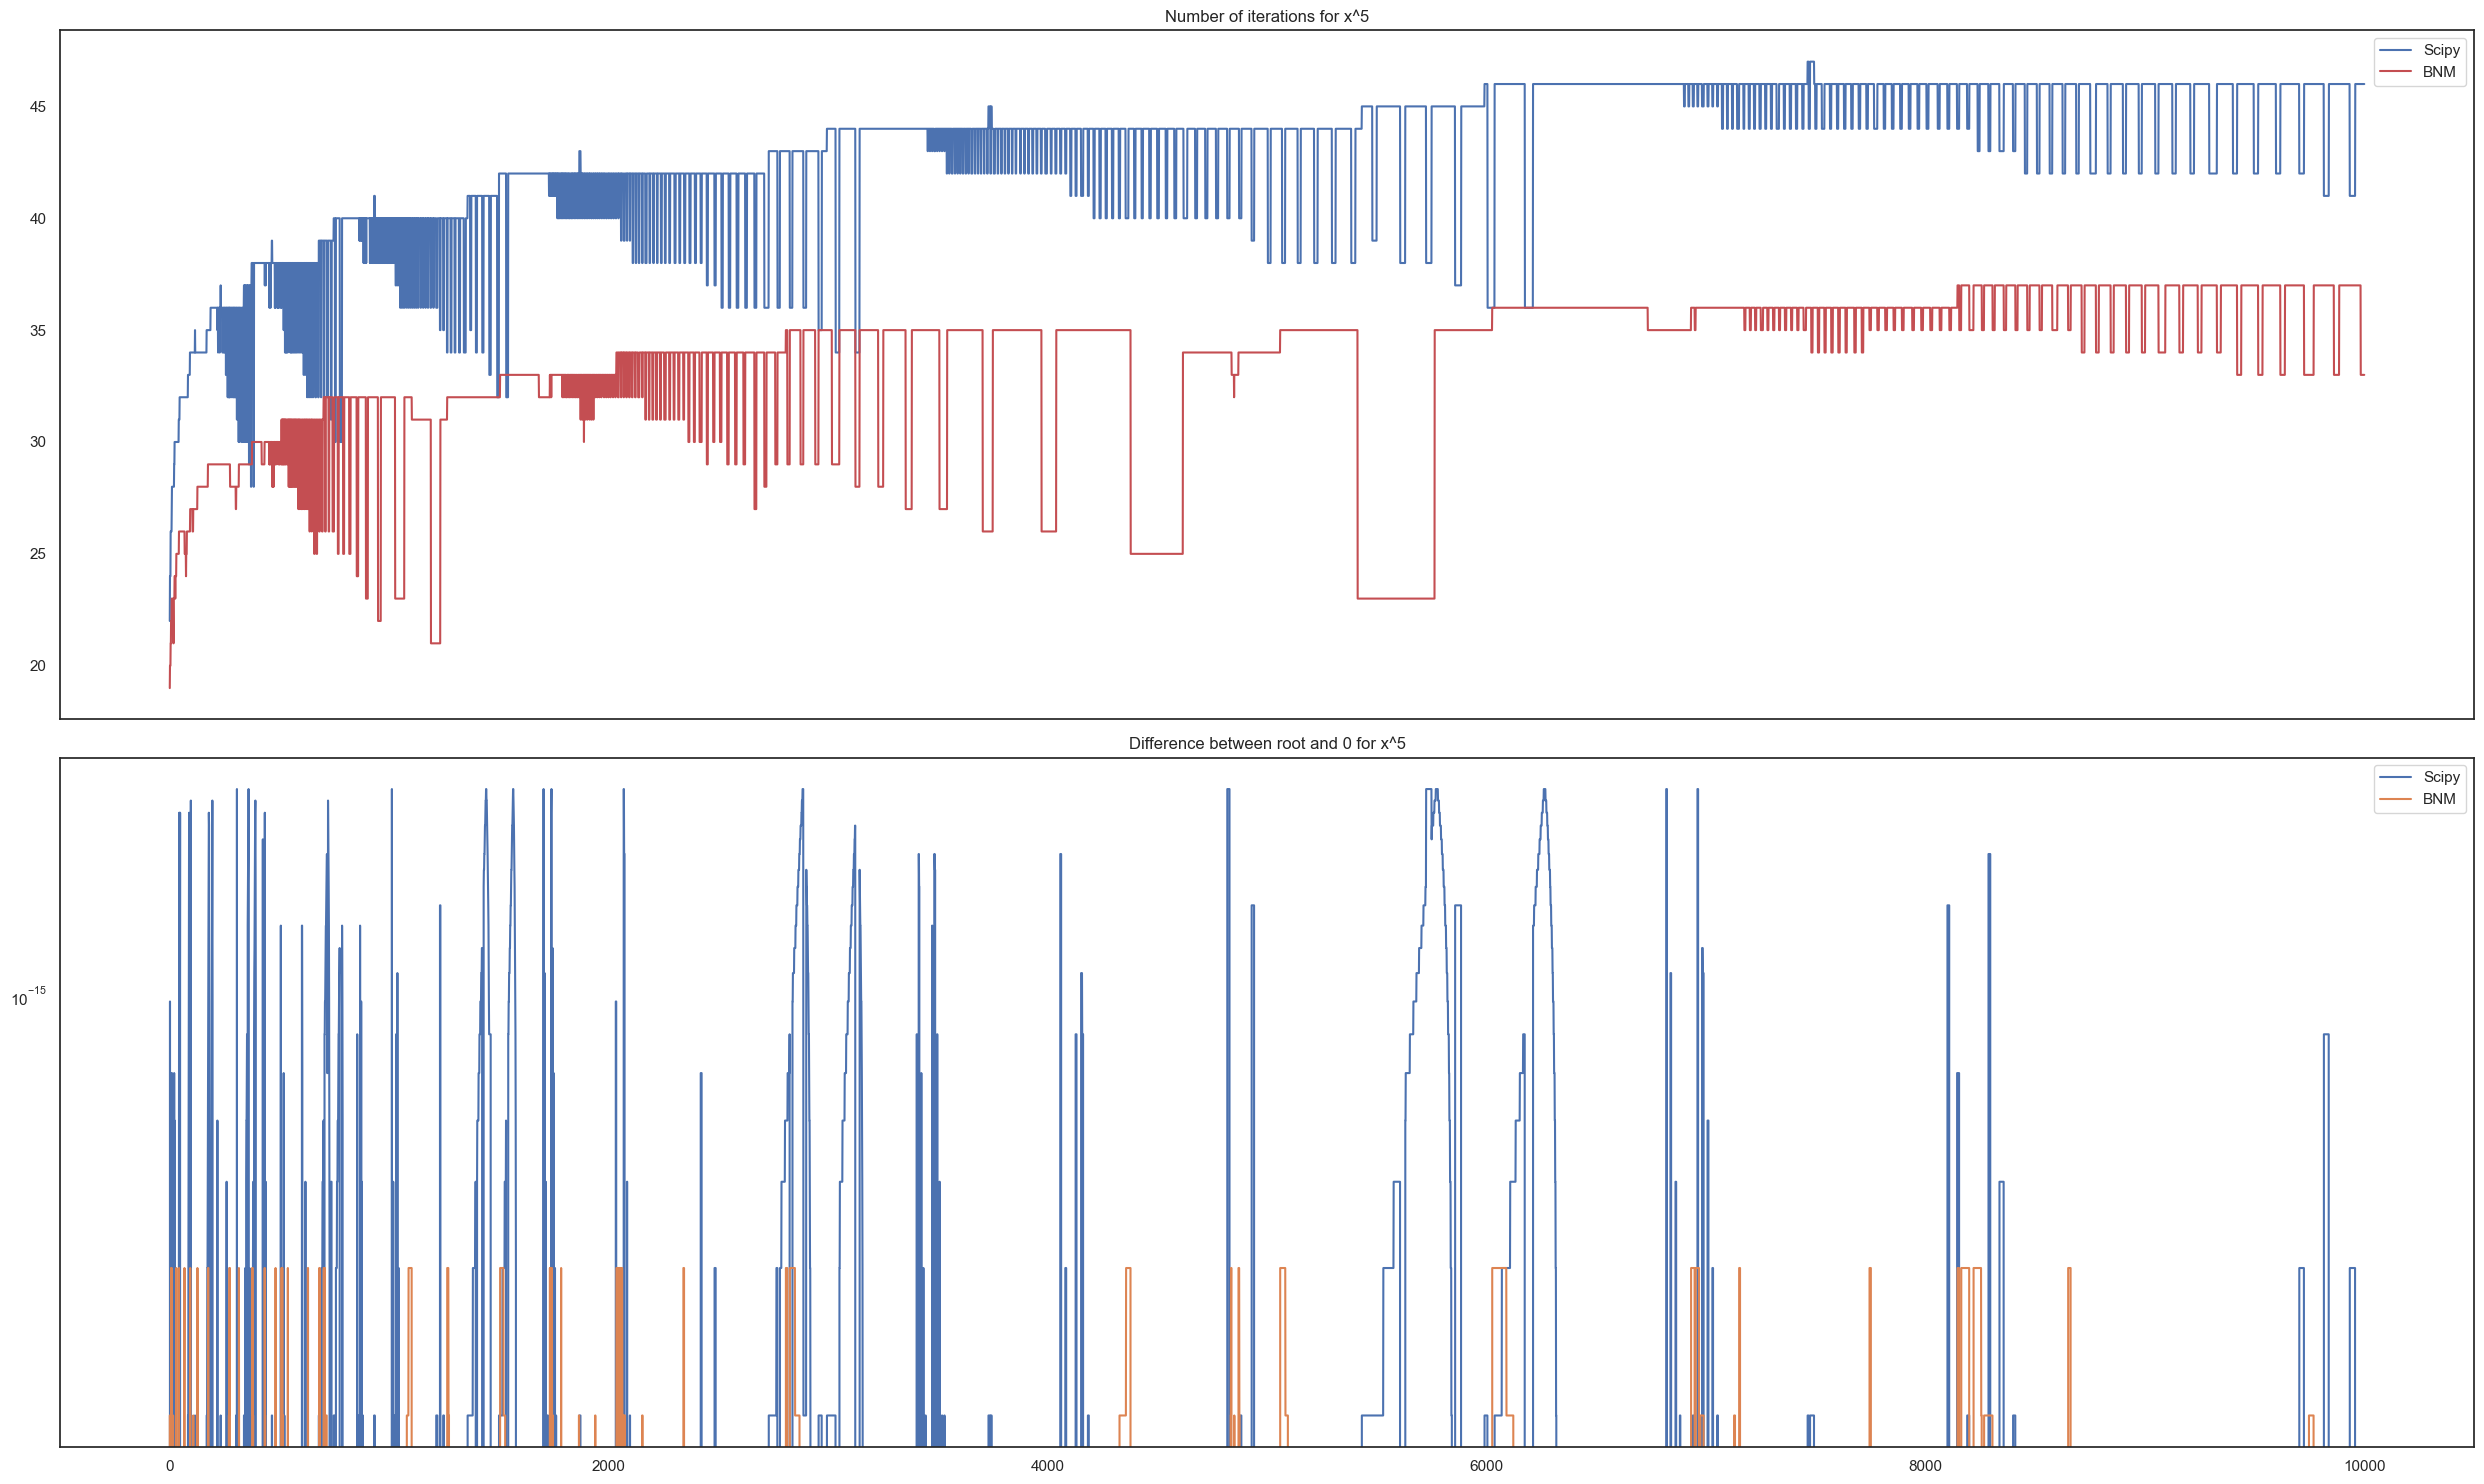 Number of iterations for x^5
Scipy
BNM
45
40
35
30
25
20
Difference between root and 0 for x^5
Scipy
BNM
10⁻¹⁵
0 2000 4000 6000 8000 10000